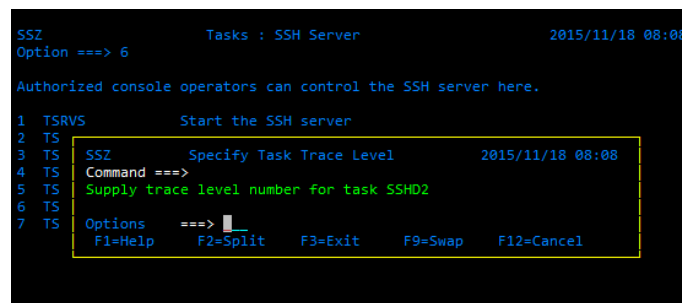 SSZ Tasks : SSH Server 2015/11/18 08:08
Option ===> 6
Authorized console operators can control the SSH server here.
1 TSRVS Start the SSH server
2 TS
3 TS SSZ Specify Task Trace Level 2015/11/18 08:08
4 TS Command ===>
5 TS Supply trace level number for task SSHD2
6 TS
7 TS Options ===>
F1=Help F2=Split F3=Exit F9=Swap F12=Cancel